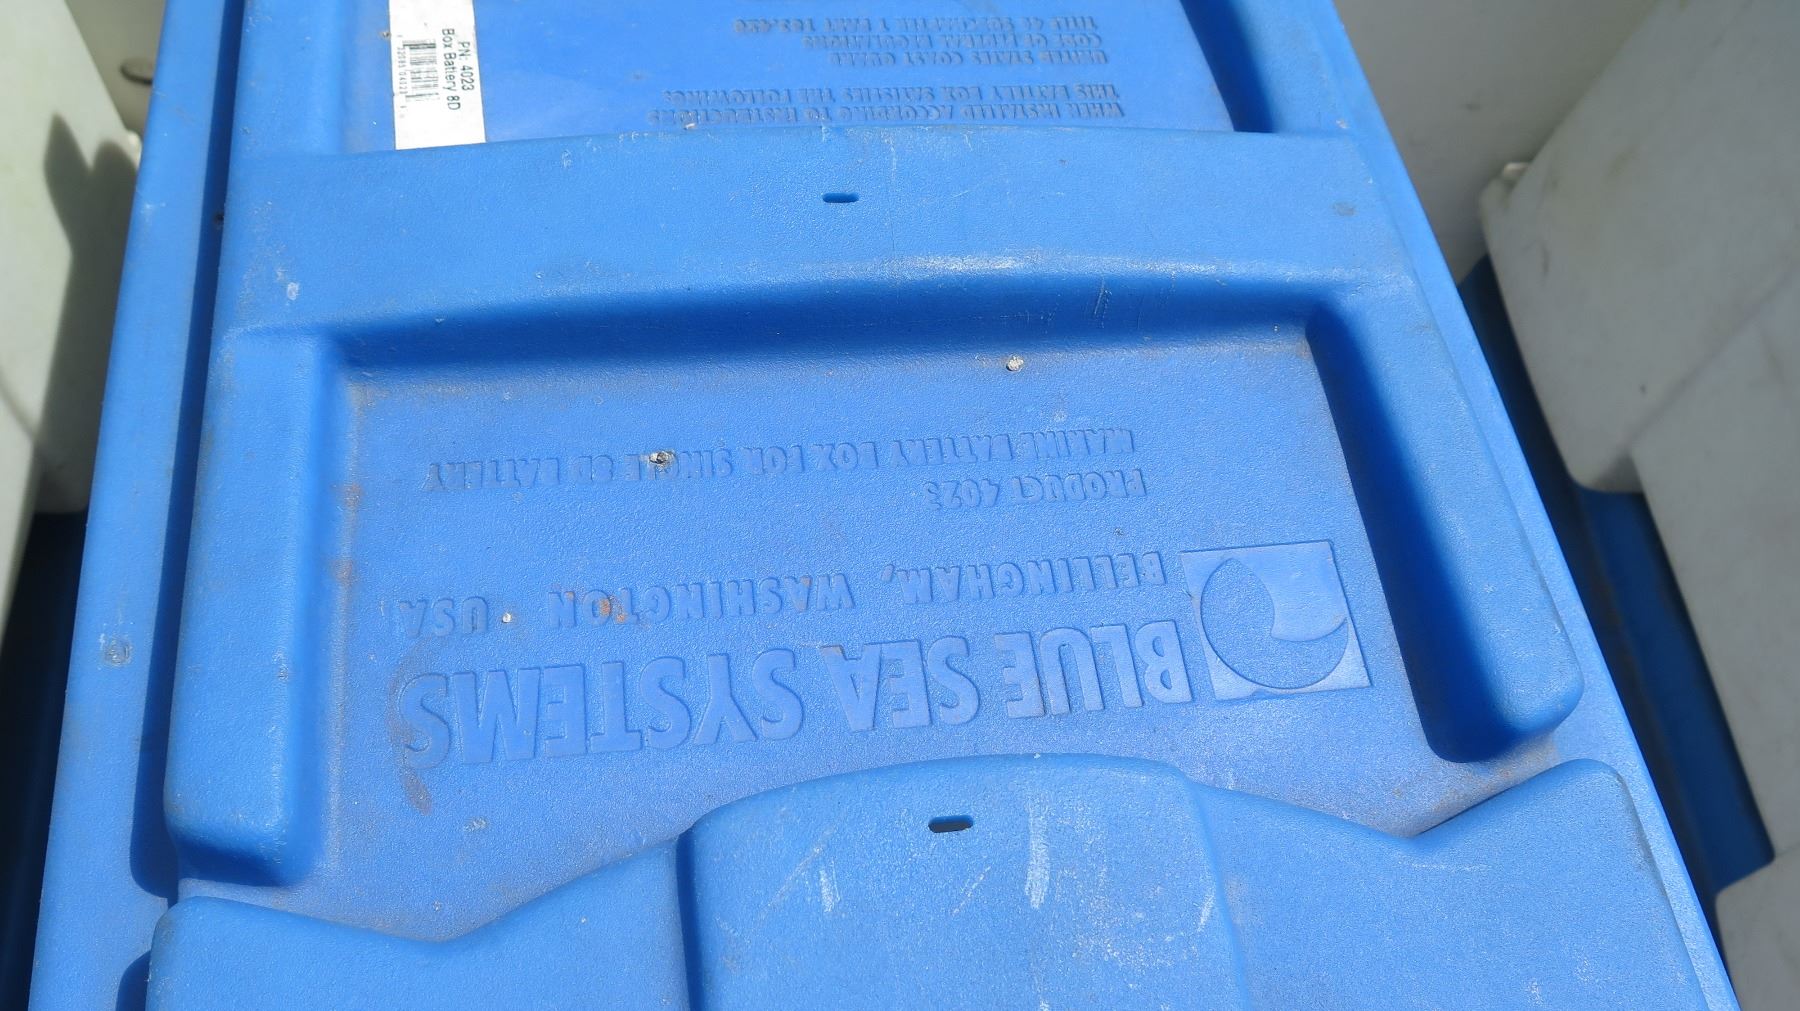 BLUE SEA SYSTEMS
BELLINGHAM, WASHINGTON USA
PRODUCT 4023
MARINE BATTERY BOX FOR SINGLE 8D BATTERY
WHEN INSTALLED ACCORDING TO INSTRUCTIONS
THIS BATTERY BOX SATISFIES THE FOLLOWING:
UNITED STATES COAST GUARD
CODE OF FEDERAL REGULATIONS
TITLE 46 SUBCHAPTER T PART 183.420
PN: 4023
Box Battery 8D